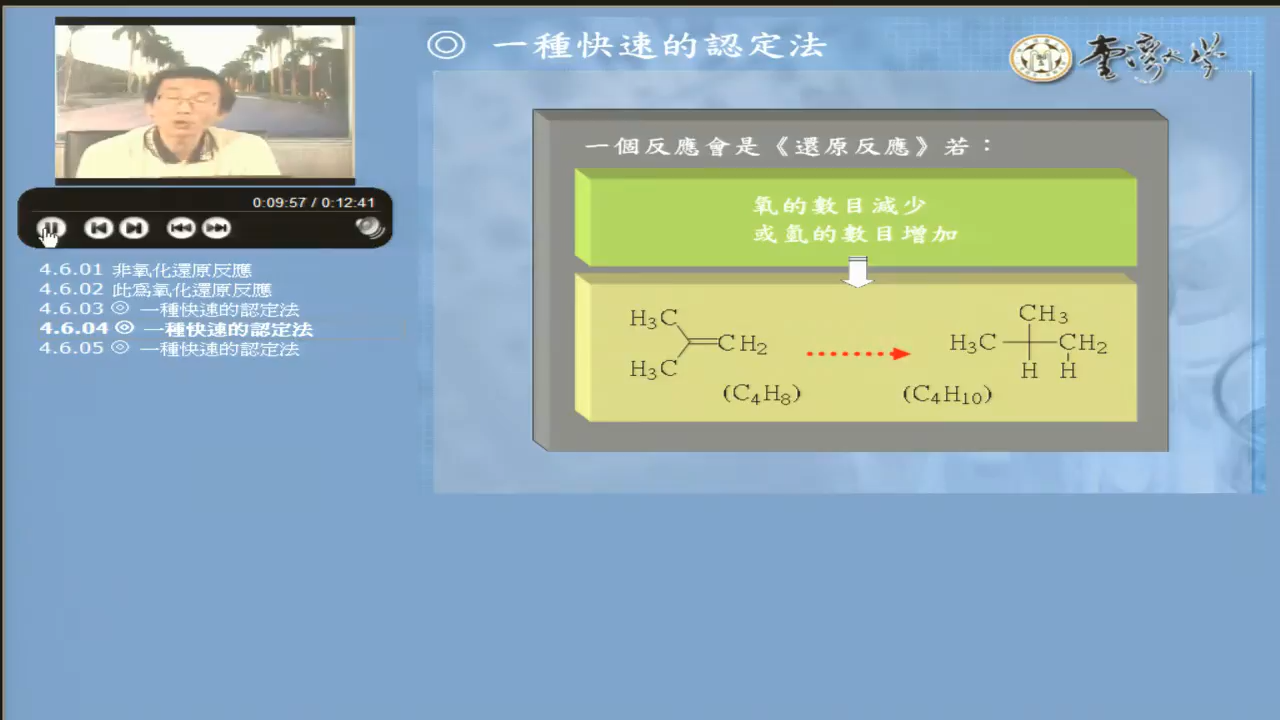 ◎ 一種快速的認定法
臺灣大學
0:09:57 / 0:12:41
4.6.01 非氧化還原反應
4.6.02 此為氧化還原反應
4.6.03 ◎ 一種快速的認定法
4.6.04 ◎ 一種快速的認定法
4.6.05 ◎ 一種快速的認定法
一個反應會是《還原反應》若：
氧的數目減少
或氫的數目增加
H₃C
CH₂
H₃C
(C₄H₈)
CH₃
H₃C
CH₂
H H
(C₄H₁₀)